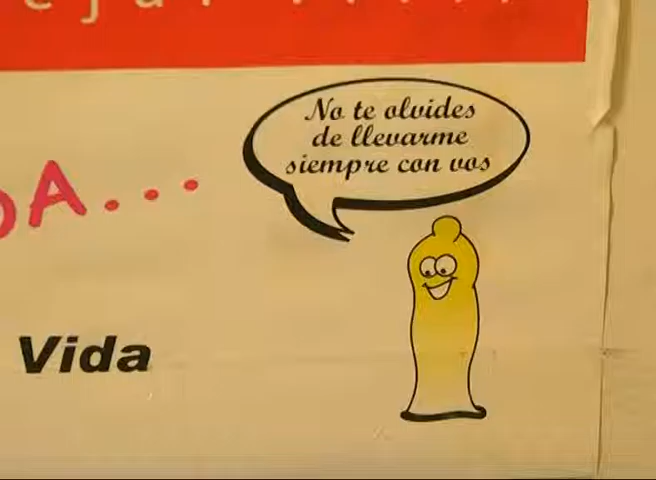 No te olvides
de llevarme
siempre con vos
DA...
Vida